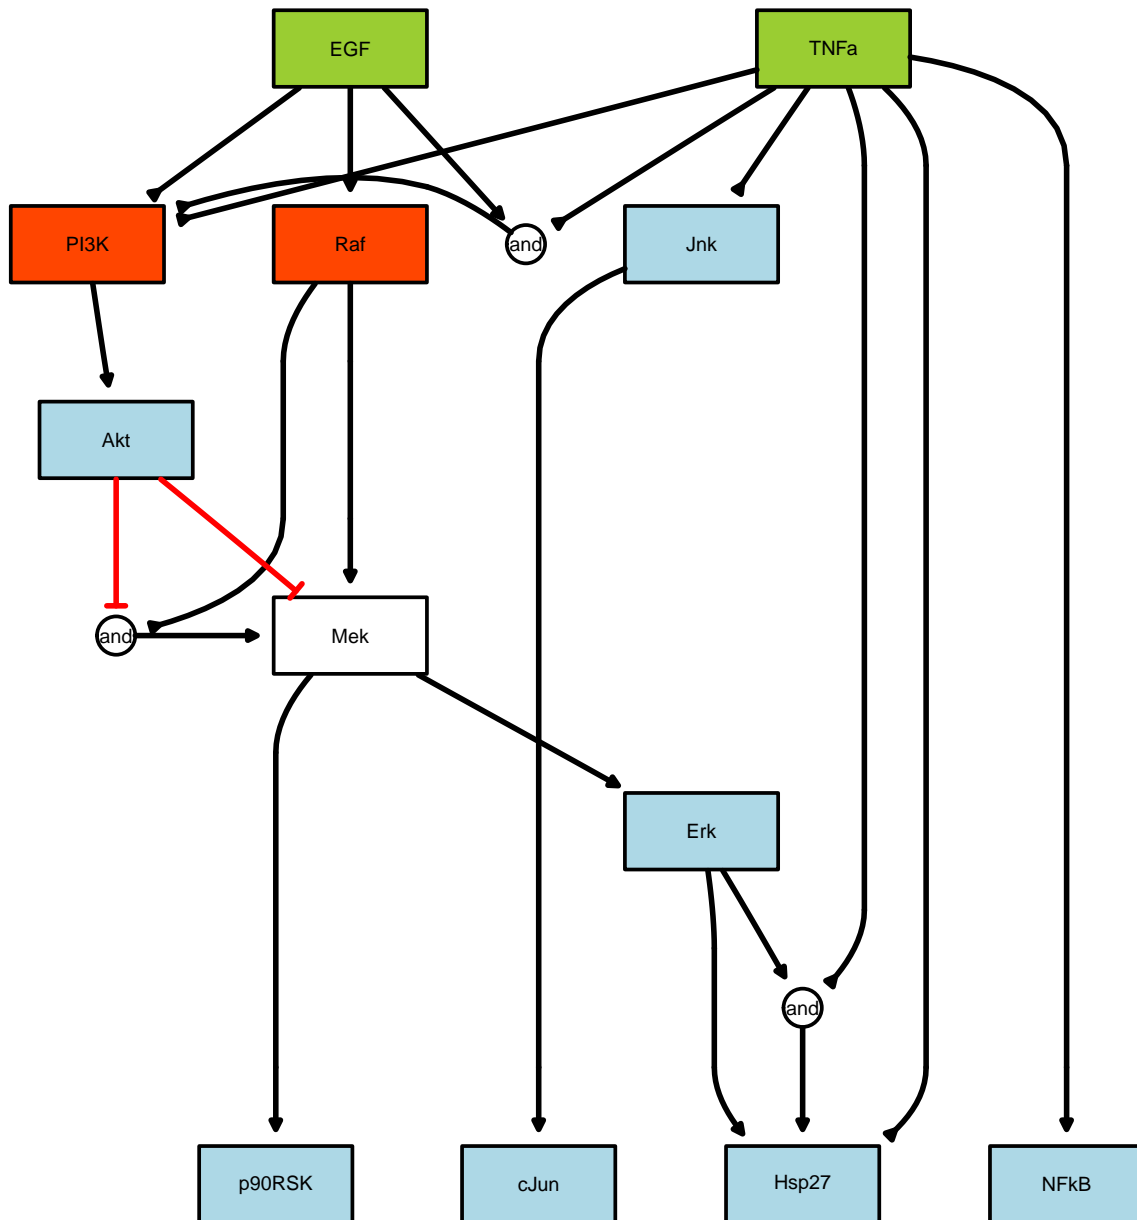 EGF
TNFa
PI3K
Raf
and
Jnk
Akt
and
Mek
Erk
and
p90RSK
cJun
Hsp27
NFkB